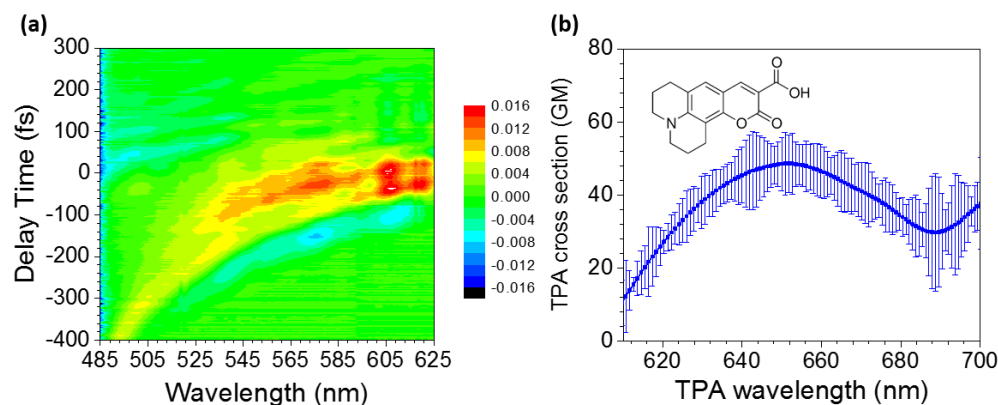 (a)
Delay Time (fs)
300
200
100
0
-100
-200
-300
-400
485 505 525 545 565 585 605 625
Wavelength (nm)
0.016
0.012
0.008
0.004
0.000
-0.004
-0.008
-0.012
-0.016
(b)
TPA cross section (GM)
80
60
40
20
0
620 640 660 680 700
TPA wavelength (nm)
O
OH
N
O
O